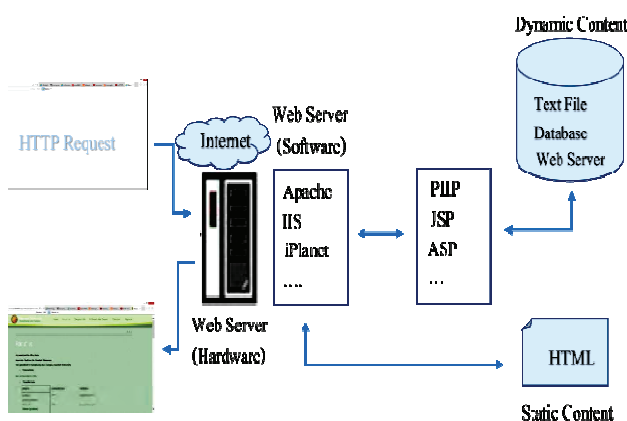 Dynamic Content
Text File
Database
Web Server
HTTP Request
Internet
Web Server
(Software)
Apache
IIS
iPlanet
....
PHP
JSP
ASP
...
Web Server
(Hardware)
HTML
Static Content